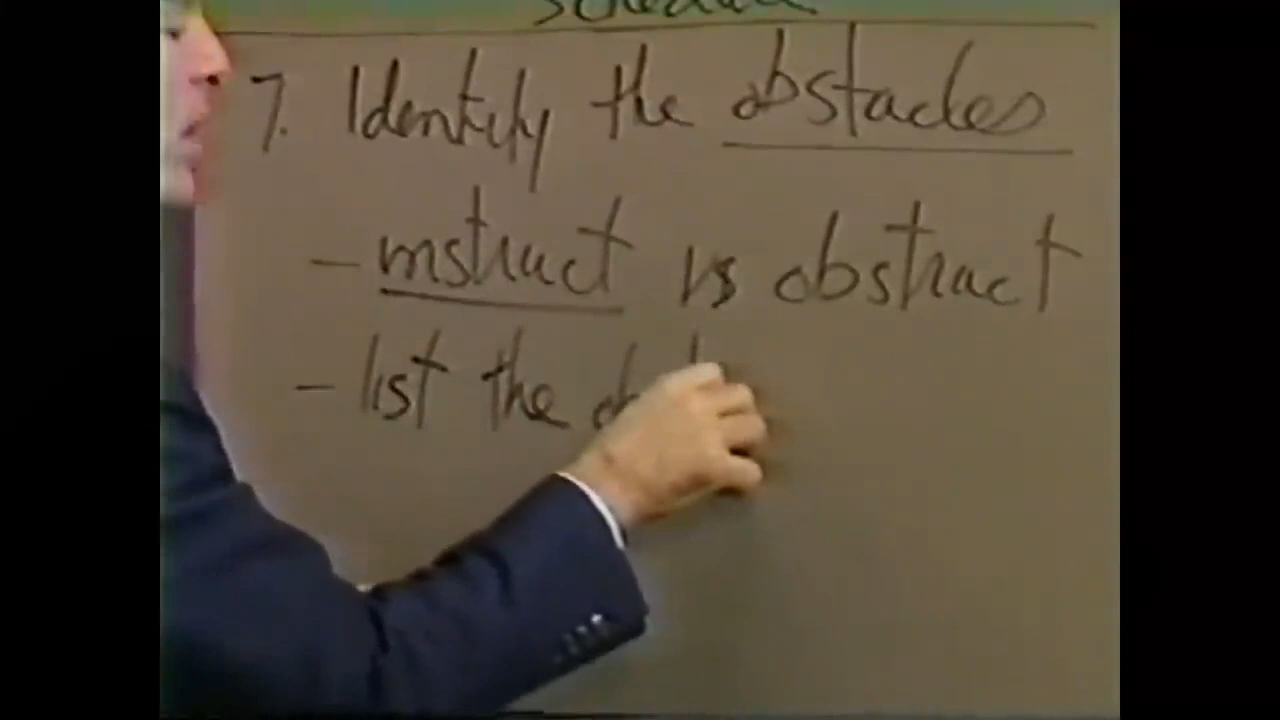 7. Identify the obstacles
- instruct vs obstruct
- list the